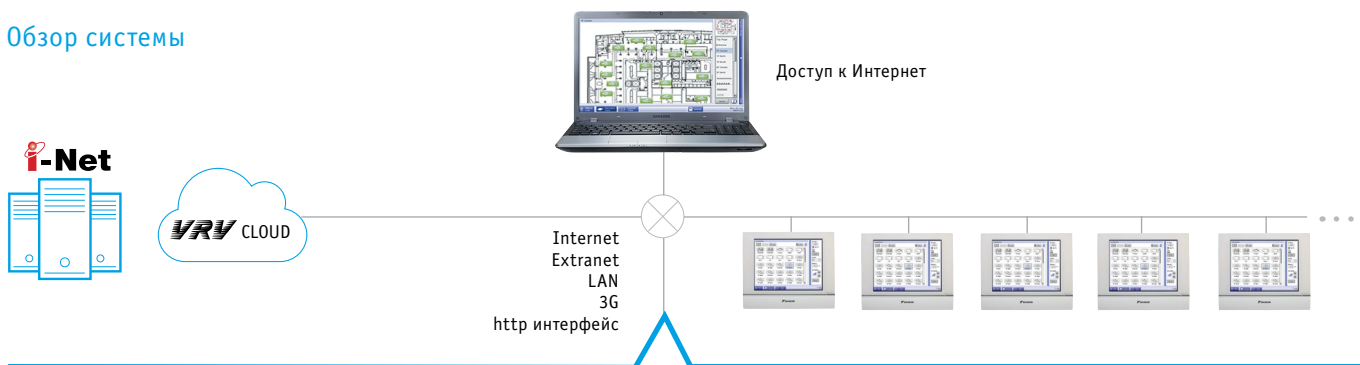 Обзор системы
Доступ к Интернет
i-Net
VRV CLOUD
Internet
Extranet
LAN
3G
http интерфейс